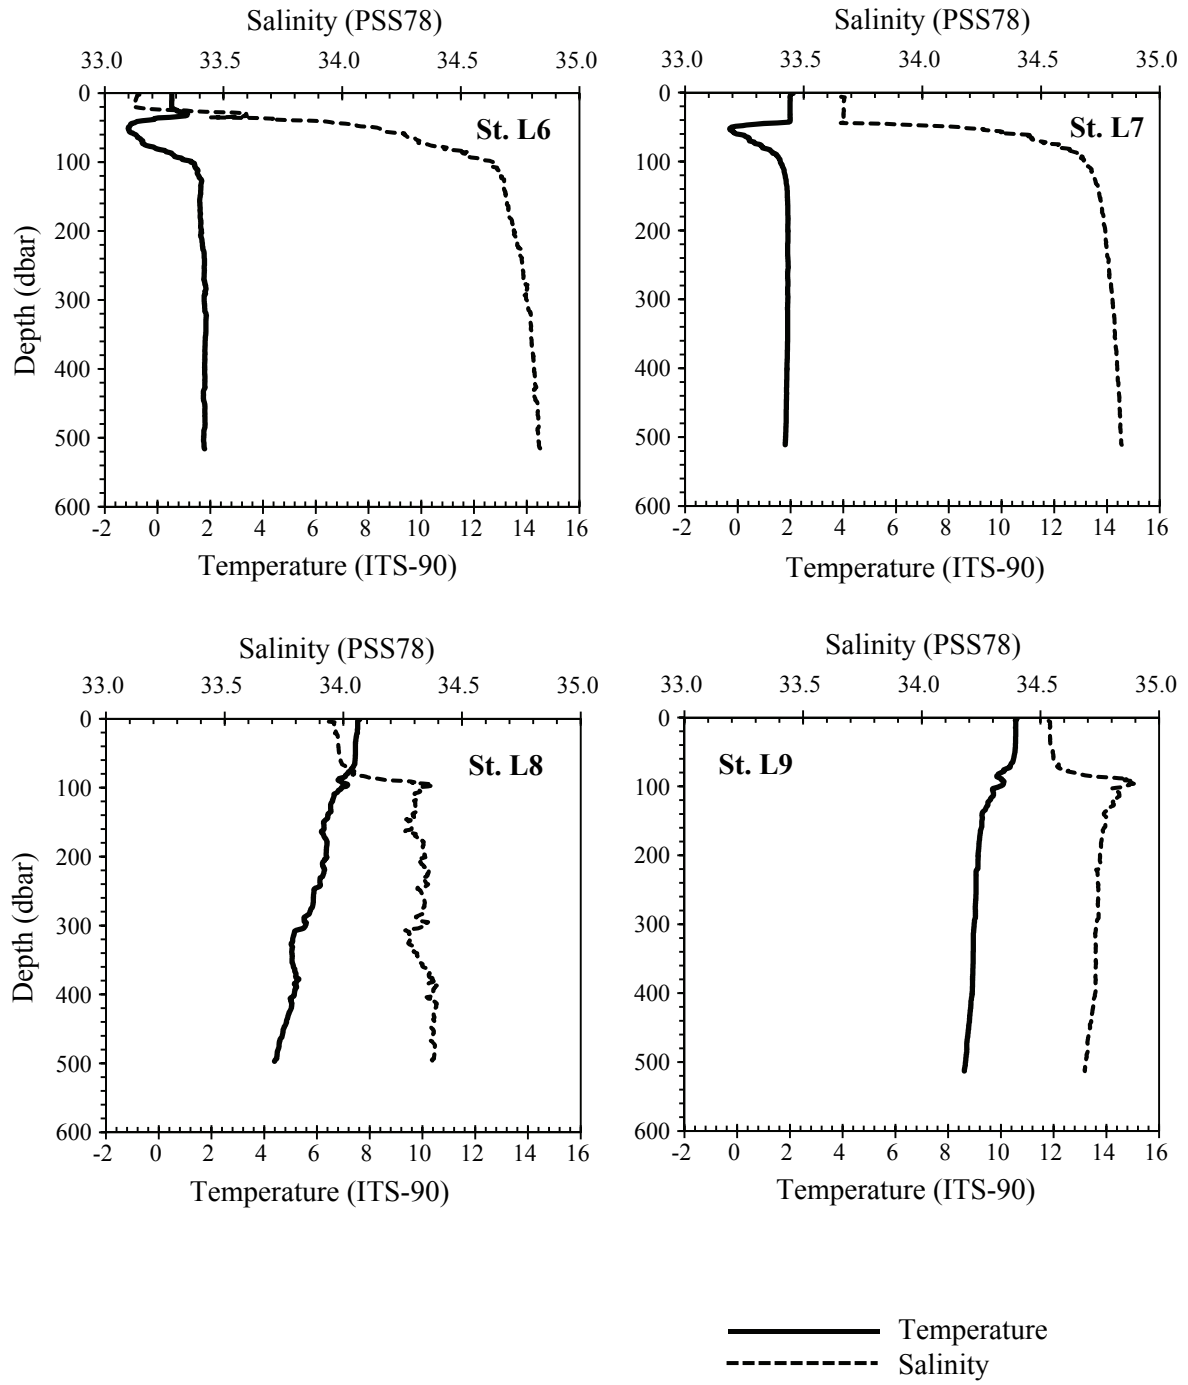 Salinity (PSS78)
33.0 33.5 34.0 34.5 35.0
0
100
200
300
400
500
600
Depth (dbar)
St. L6
-2 0 2 4 6 8 10 12 14 16
Temperature (ITS-90)
Salinity (PSS78)
33.0 33.5 34.0 34.5 35.0
0
100
200
300
400
500
600
St. L7
-2 0 2 4 6 8 10 12 14 16
Temperature (ITS-90)
Salinity (PSS78)
33.0 33.5 34.0 34.5 35.0
0
100
200
300
400
500
600
Depth (dbar)
St. L8
-2 0 2 4 6 8 10 12 14 16
Temperature (ITS-90)
Salinity (PSS78)
33.0 33.5 34.0 34.5 35.0
0
100
200
300
400
500
600
St. L9
-2 0 2 4 6 8 10 12 14 16
Temperature (ITS-90)
Temperature
Salinity